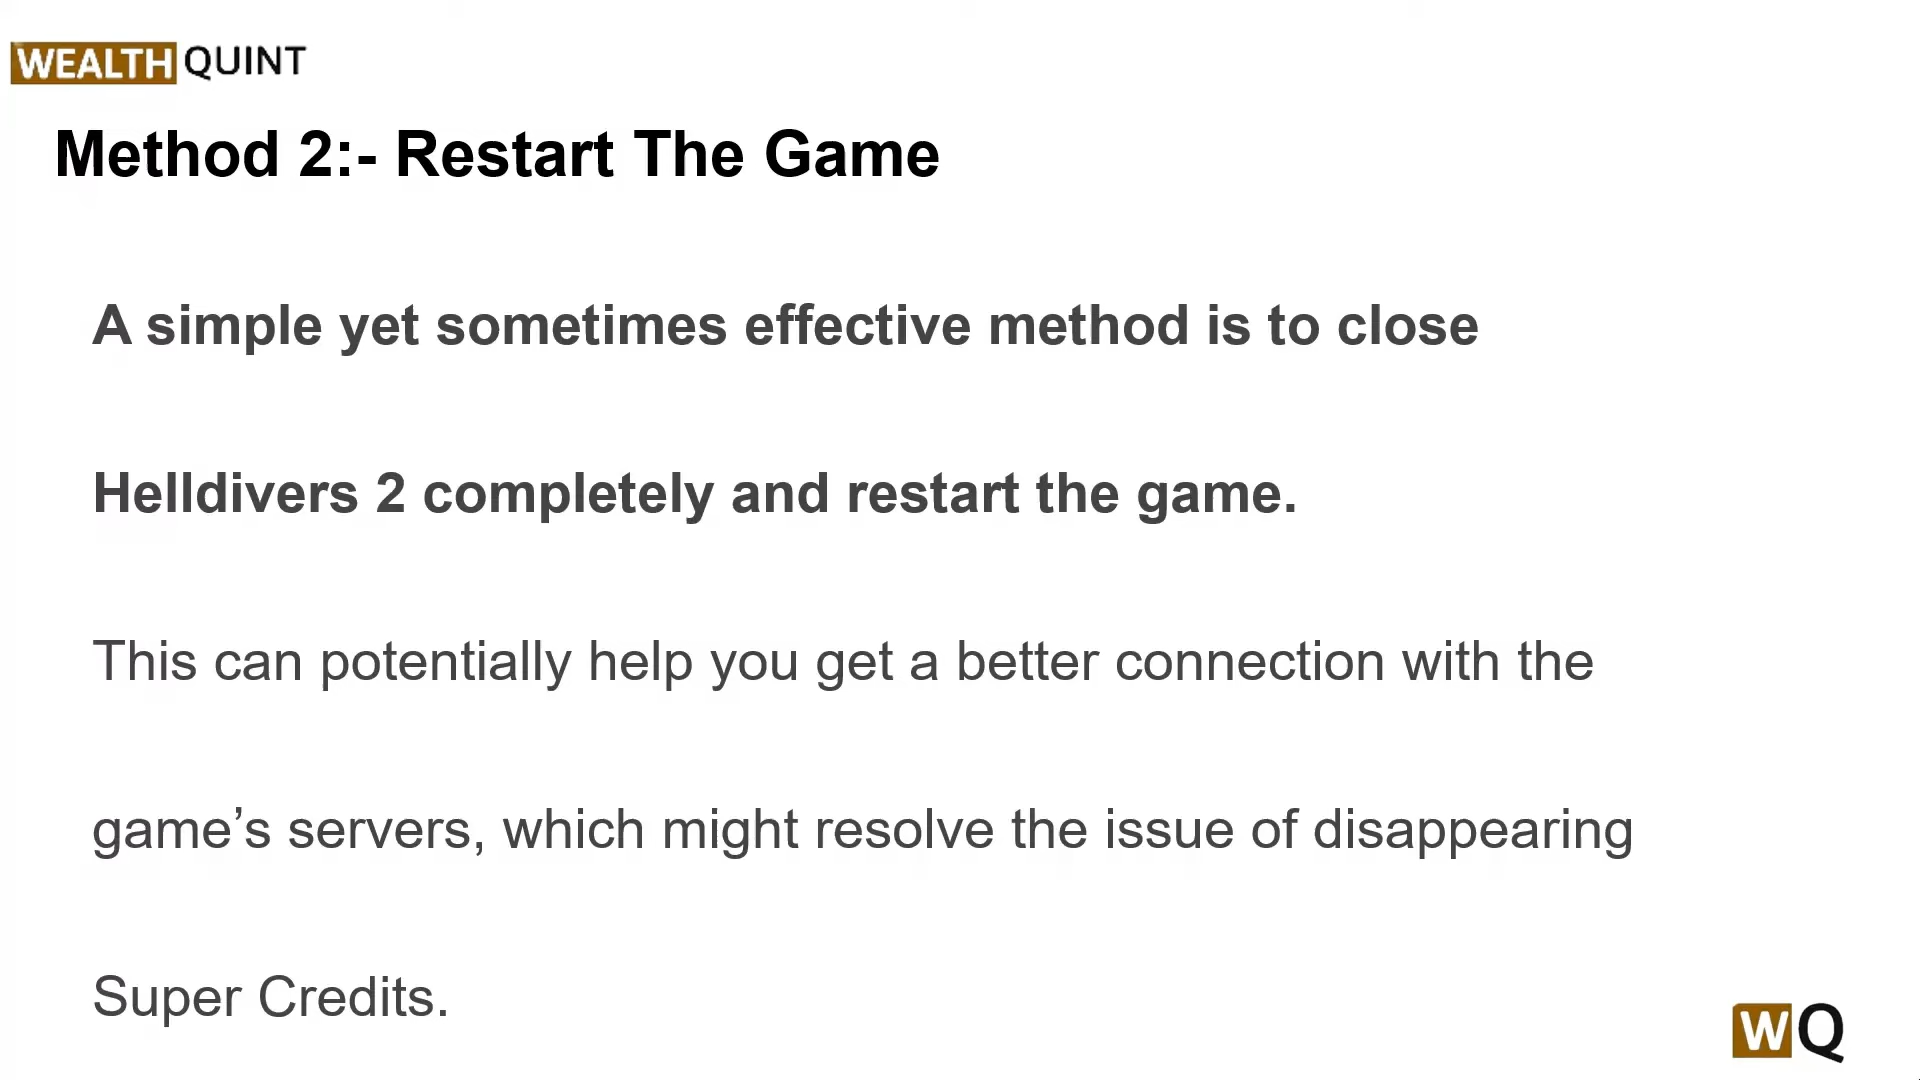 WEALTH QUINT
Method 2:- Restart The Game
A simple yet sometimes effective method is to close
Helldivers 2 completely and restart the game.
This can potentially help you get a better connection with the
game’s servers, which might resolve the issue of disappearing
Super Credits.
WQ